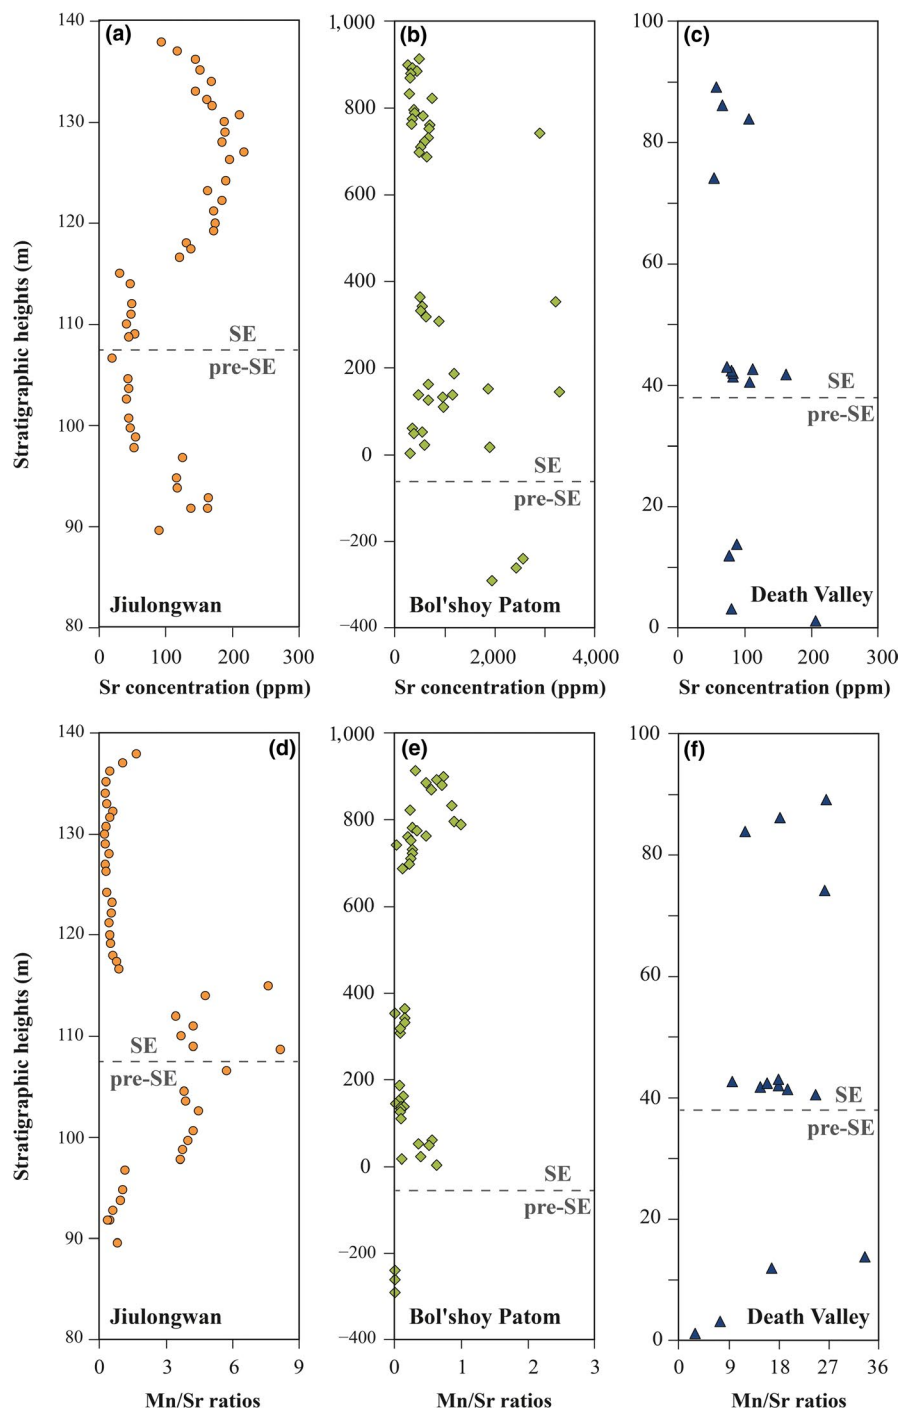 (a)
140
130
120
110
100
90
80
Stratigraphic heights (m)
SE
pre-SE
Jiulongwan
0 100 200 300
Sr concentration (ppm)
(b)
1,000
800
600
400
200
0
−200
−400
SE
pre-SE
Bol'shoy Patom
0 2,000 4,000
Sr concentration (ppm)
(c)
100
80
60
40
20
0
SE
pre-SE
Death Valley
0 100 200 300
Sr concentration (ppm)
(d)
140
130
120
110
100
90
80
Stratigraphic heights (m)
SE
pre-SE
Jiulongwan
0 3 6 9
Mn/Sr ratios
(e)
1,000
800
600
400
200
0
−200
−400
SE
pre-SE
Bol'shoy Patom
0 1 2 3
Mn/Sr ratios
(f)
100
80
60
40
20
0
SE
pre-SE
Death Valley
0 9 18 27 36
Mn/Sr ratios